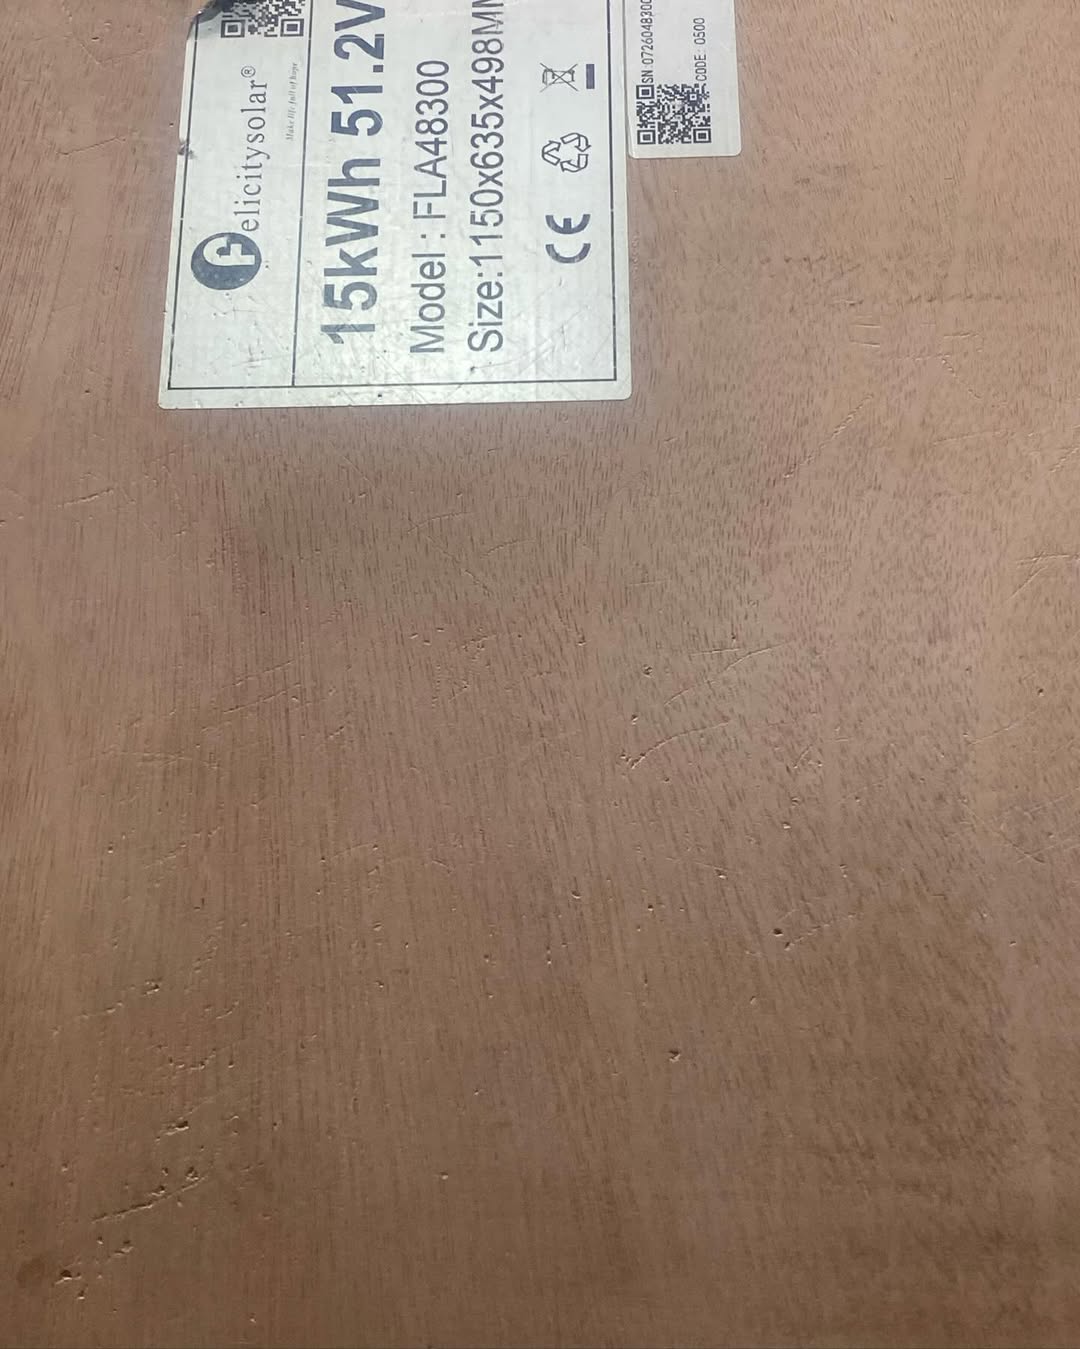 Felicitysolar®
Make life full of hope
15kWh 51.2V
Model : FLA48300
Size:1150x635x498MM
CE
SN:0726048300
CODE: 0500